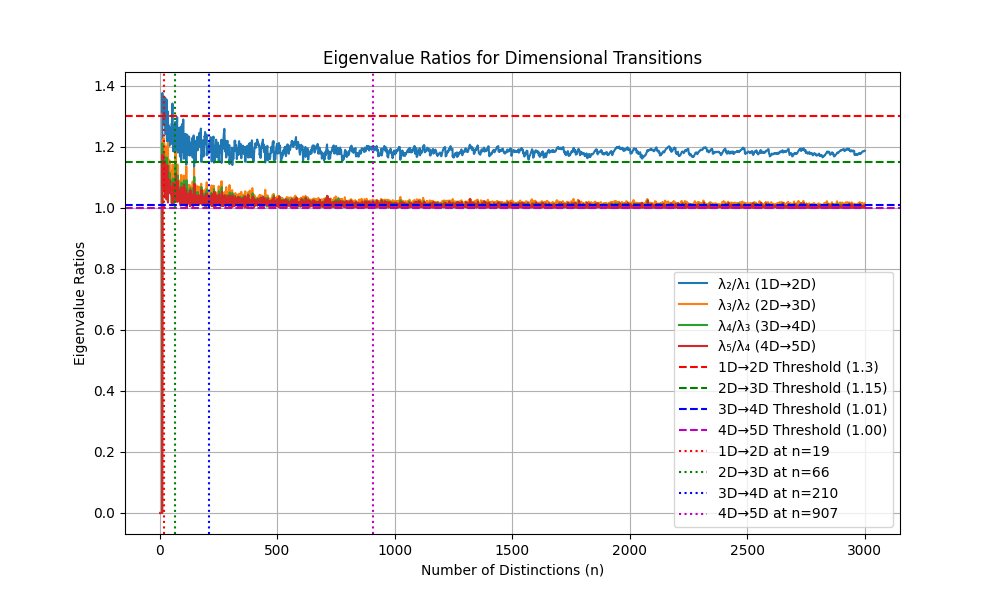 Eigenvalue Ratios for Dimensional Transitions
Eigenvalue Ratios
1.4
1.2
1.0
0.8
0.6
0.4
0.2
0.0
λ₂/λ₁ (1D→2D)
λ₃/λ₂ (2D→3D)
λ₄/λ₃ (3D→4D)
λ₅/λ₄ (4D→5D)
1D→2D Threshold (1.3)
2D→3D Threshold (1.15)
3D→4D Threshold (1.01)
4D→5D Threshold (1.00)
1D→2D at n=19
2D→3D at n=66
3D→4D at n=210
4D→5D at n=907
0 500 1000 1500 2000 2500 3000
Number of Distinctions (n)